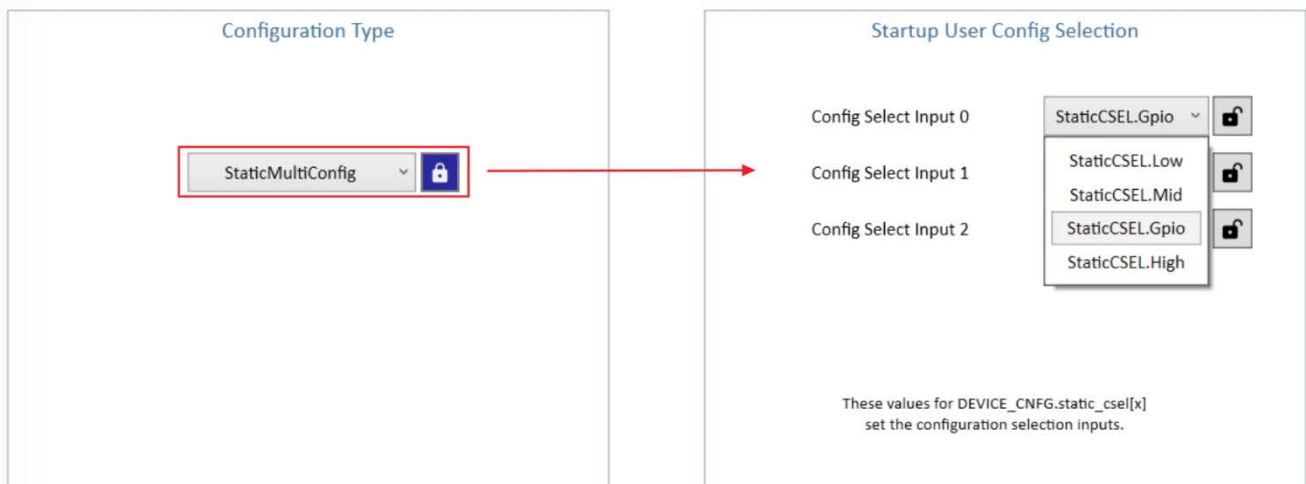 Configuration Type
StaticMultiConfig
Startup User Config Selection
Config Select Input 0
StaticCSEL.Gpio
Config Select Input 1
Config Select Input 2
StaticCSEL.Low
StaticCSEL.Mid
StaticCSEL.Gpio
StaticCSEL.High
These values for DEVICE_CNFG.static_csel[x]
set the configuration selection inputs.